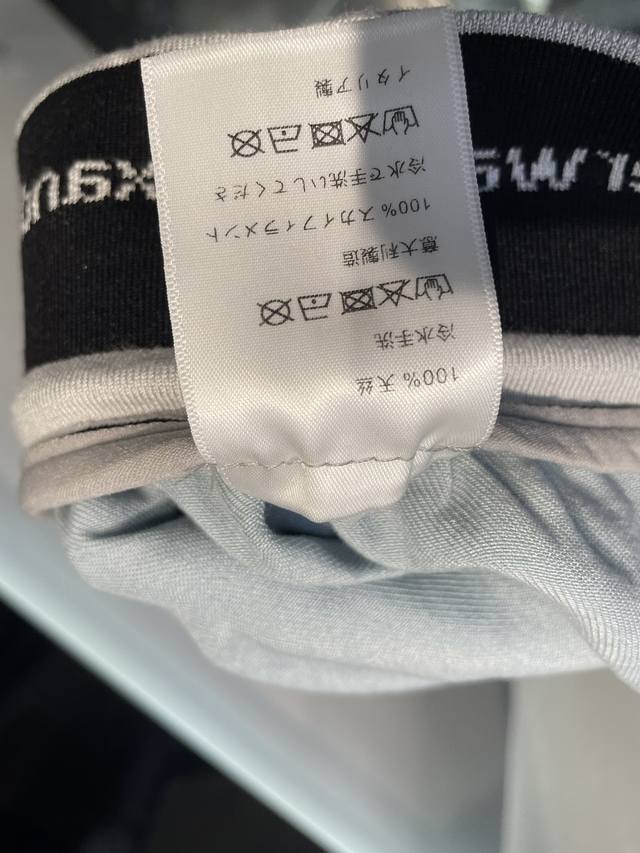 100% 天丝
冷水手洗
意大利製造
100% スカイフィラメント
冷水で手洗いしてくださ
イタリア製